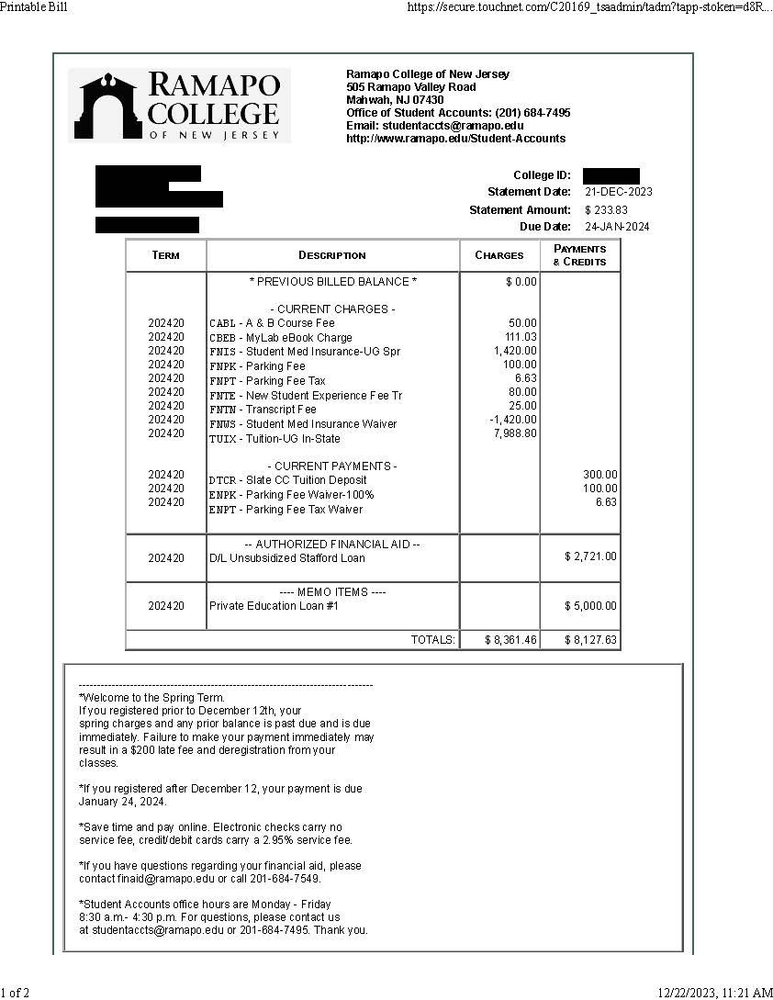 Printable Bill https://secure.touchnet.com/C20169_tsaadmin/tadm?tapp-stoken=d8R...
RAMAPO
COLLEGE
OF NEW JERSEY
Ramapo College of New Jersey
505 Ramapo Valley Road
Mahwah, NJ 07430
Office of Student Accounts: (201) 684-7495
Email: studentaccts@ramapo.edu
http://www.ramapo.edu/Student-Accounts
College ID:
Statement Date: 21-DEC-2023
Statement Amount: $ 233.83
Due Date: 24-JAN-2024
TERM DESCRIPTION CHARGES PAYMENTS & CREDITS
* PREVIOUS BILLED BALANCE * $ 0.00
- CURRENT CHARGES -
202420 CABL - A & B Course Fee 50.00
202420 CBEB - MyLab eBook Charge 111.03
202420 FNIS - Student Med Insurance-UG Spr 1,420.00
202420 FNPK - Parking Fee 100.00
202420 FNPT - Parking Fee Tax 6.63
202420 FNTE - New Student Experience Fee Tr 80.00
202420 FNTN - Transcript Fee 25.00
202420 FNWS - Student Med Insurance Waiver -1,420.00
202420 TUIX - Tuition-UG In-State 7,988.80
- CURRENT PAYMENTS -
202420 DTCR - Slate CC Tuition Deposit 300.00
202420 ENPK - Parking Fee Waiver-100% 100.00
202420 ENPT - Parking Fee Tax Waiver 6.63
-- AUTHORIZED FINANCIAL AID --
202420 D/L Unsubsidized Stafford Loan $ 2,721.00
---- MEMO ITEMS ----
202420 Private Education Loan #1 $ 5,000.00
TOTALS: $ 8,361.46 $ 8,127.63
--------------------------------------------------------------------------------
*Welcome to the Spring Term.
If you registered prior to December 12th, your
spring charges and any prior balance is past due and is due
immediately. Failure to make your payment immediately may
result in a $200 late fee and deregistration from your
classes.
*If you registered after December 12, your payment is due
January 24, 2024.
*Save time and pay online. Electronic checks carry no
service fee, credit/debit cards carry a 2.95% service fee.
*If you have questions regarding your financial aid, please
contact finaid@ramapo.edu or call 201-684-7549.
*Student Accounts office hours are Monday - Friday
8:30 a.m.- 4:30 p.m. For questions, please contact us
at studentaccts@ramapo.edu or 201-684-7495. Thank you.
1 of 2 12/22/2023, 11:21 AM